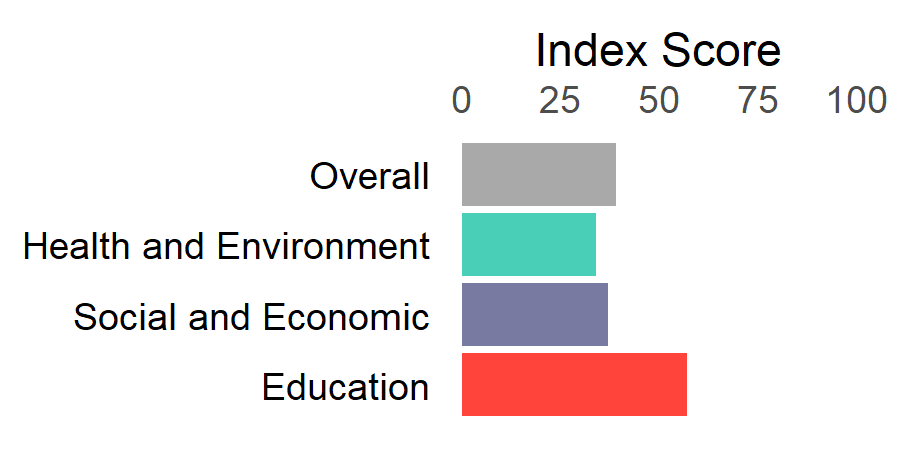 Index Score
0 25 50 75 100
Overall
Health and Environment
Social and Economic
Education